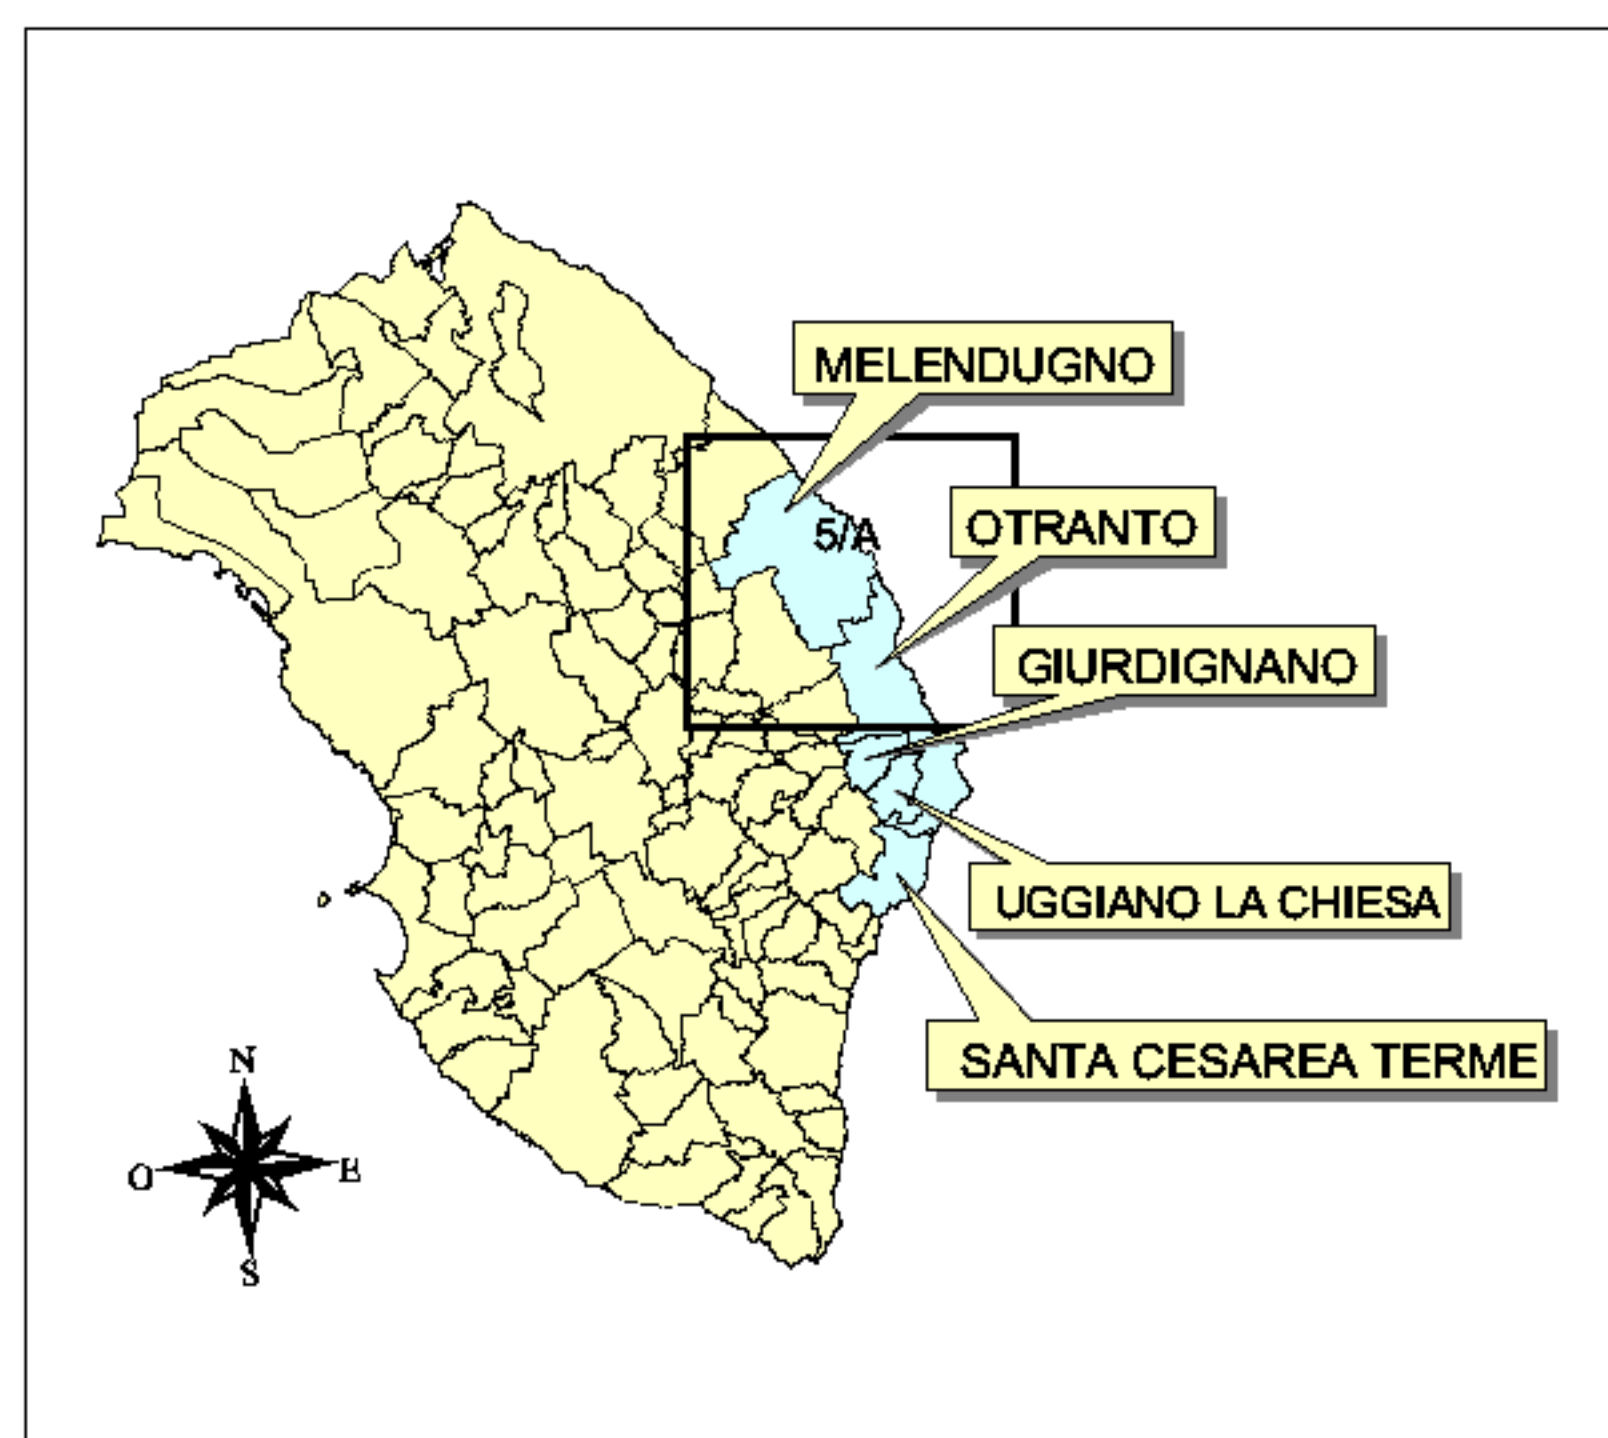 MELENDUGNO
OTRANTO
5/A
GIURDIGNANO
UGGIANO LA CHIESA
SANTA CESAREA TERME
N
O
E
S